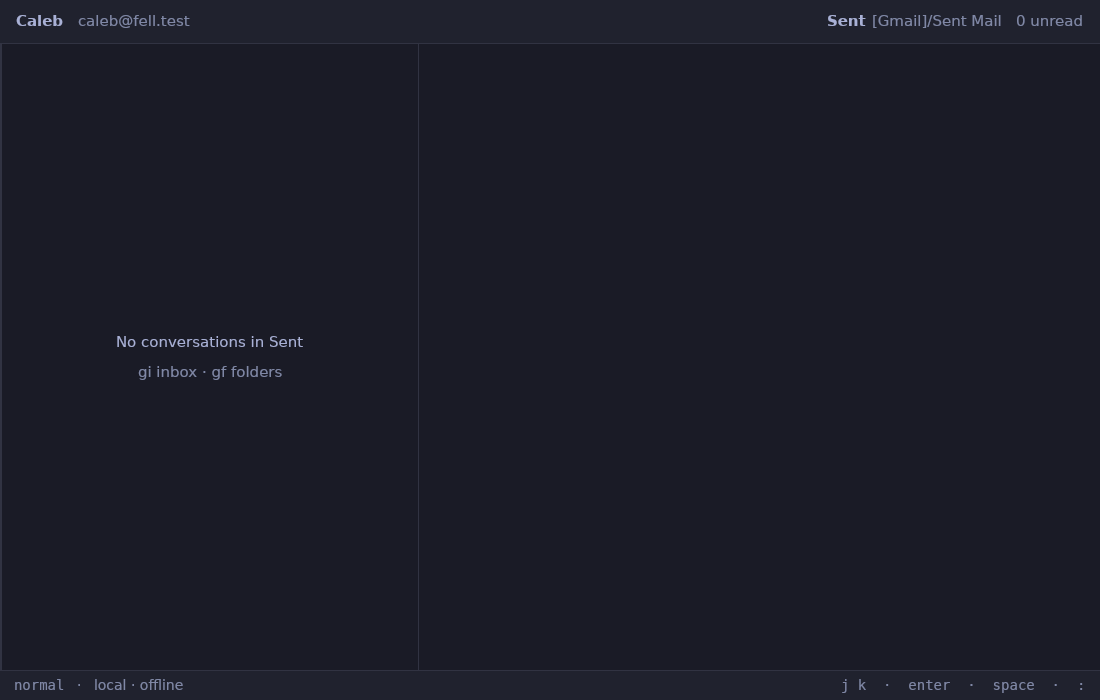 Caleb caleb@fell.test Sent [Gmail]/Sent Mail 0 unread
No conversations in Sent
gi inbox · gf folders
normal · local · offline j k · enter · space · :